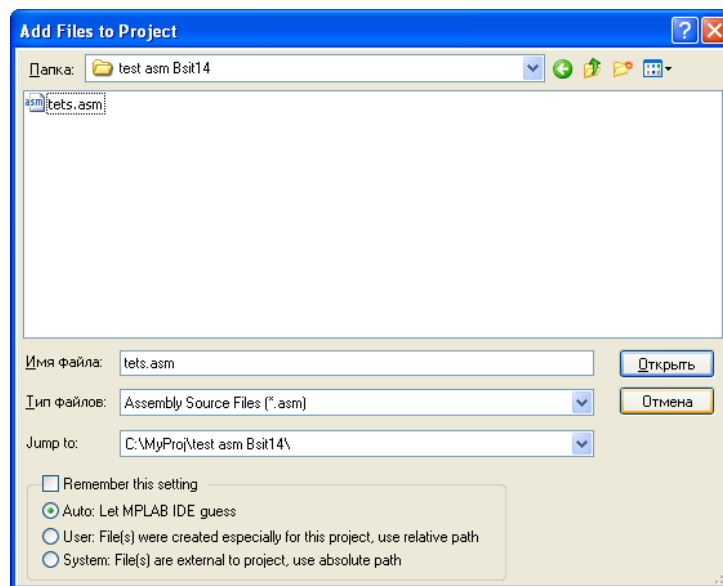 Add Files to Project
Папка: test asm Bsit14
asm tets.asm
Имя файла: tets.asm Открыть
Тип файлов: Assembly Source Files (*.asm) Отмена
Jump to: C:\MyProj\test asm Bsit14\
Remember this setting
Auto: Let MPLAB IDE guess
User: File(s) were created especially for this project, use relative path
System: File(s) are external to project, use absolute path